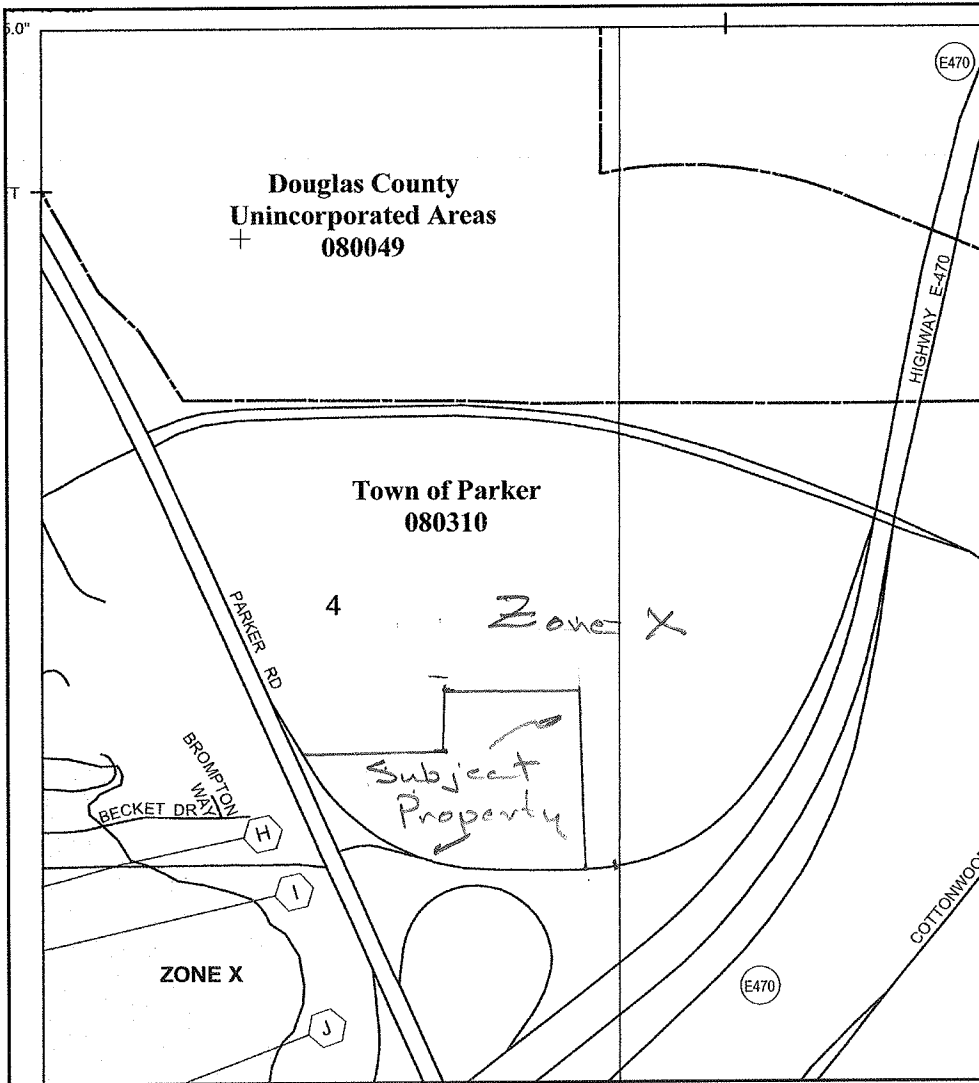 5.0"
E470
T
Douglas County
Unincorporated Areas
080049
HIGHWAY E-470
Town of Parker
080310
4
Zone X
PARKER RD
Subject
Property
BROMPTON
WAY
BECKET DR
H
I
COTTONWOOD
ZONE X
E470
J